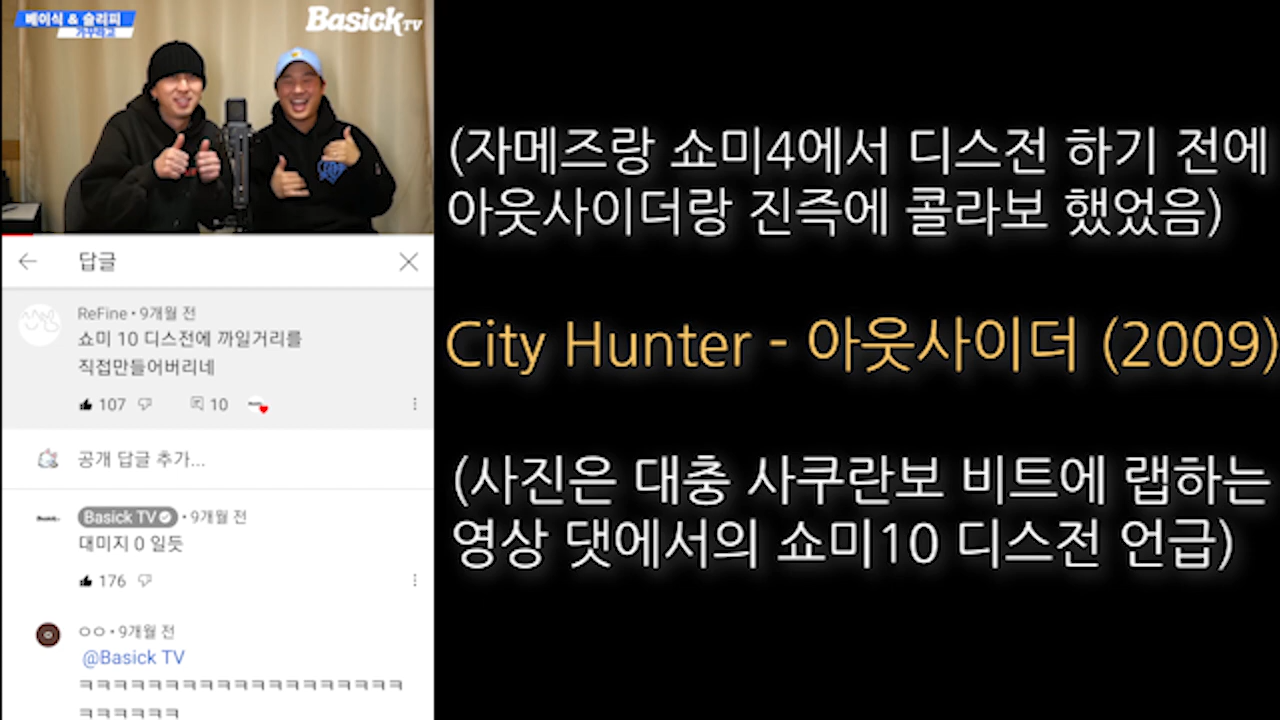 베이식 & 슬리피
Basick TV
답글
ReFine • 9개월 전
쇼미 10 디스전에 까일거리를
직접만들어버리네
107
10
공개 답글 추가...
Basick TV • 9개월 전
대미지 0 일듯
176
ㅇㅇ • 9개월 전
@Basick TV
ㅋㅋㅋㅋㅋㅋㅋㅋㅋㅋㅋㅋㅋㅋㅋㅋㅋㅋㅋ
ㅋㅋㅋㅋㅋㅋ
(자메즈랑 쇼미4에서 디스전 하기 전에
아웃사이더랑 진즉에 콜라보 했었음)
City Hunter - 아웃사이더 (2009)
(사진은 대충 사쿠란보 비트에 랩하는
영상 댓에서의 쇼미10 디스전 언급)